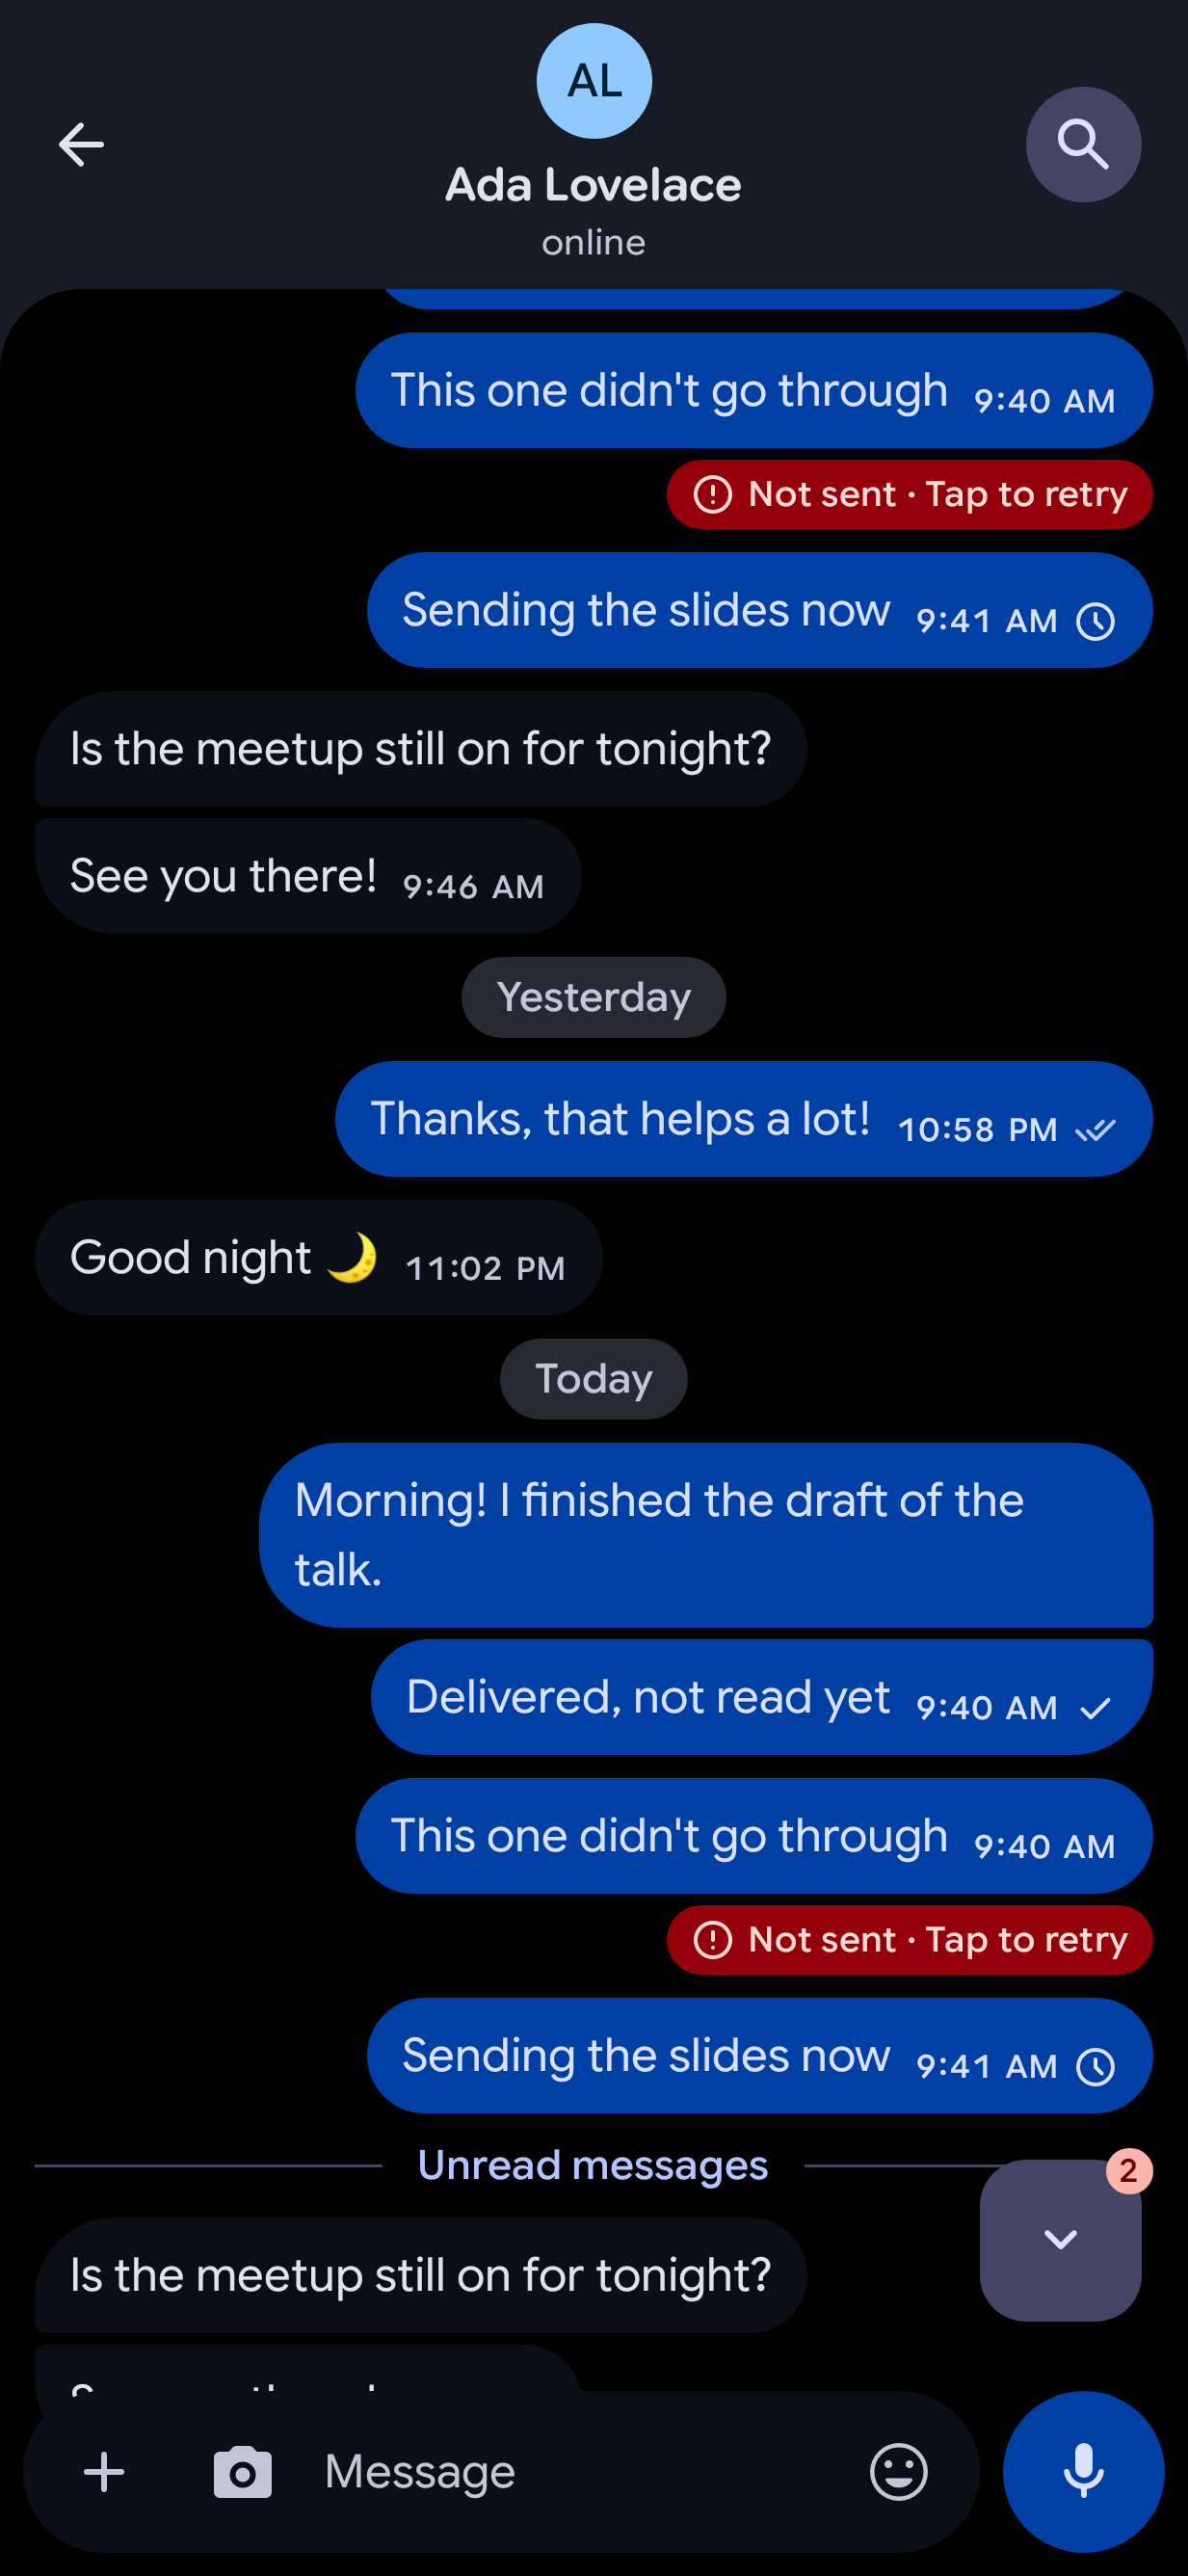 AL
Ada Lovelace
online
This one didn't go through 9:40 AM
Not sent · Tap to retry
Sending the slides now 9:41 AM
Is the meetup still on for tonight?
See you there! 9:46 AM
Yesterday
Thanks, that helps a lot! 10:58 PM
Good night 🌙 11:02 PM
Today
Morning! I finished the draft of the
talk.
Delivered, not read yet 9:40 AM
This one didn't go through 9:40 AM
Not sent · Tap to retry
Sending the slides now 9:41 AM
Unread messages
2
Is the meetup still on for tonight?
Message